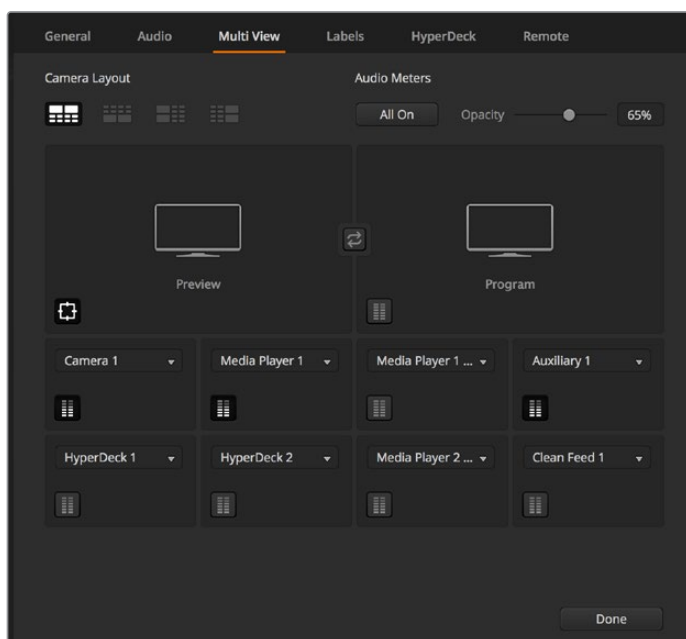 General Audio Multi View Labels HyperDeck Remote
Camera Layout Audio Meters
All On Opacity 65%
Preview Program
Camera 1 Media Player 1 Media Player 1 ... Auxiliary 1
HyperDeck 1 HyperDeck 2 Media Player 2 ... Clean Feed 1
Done